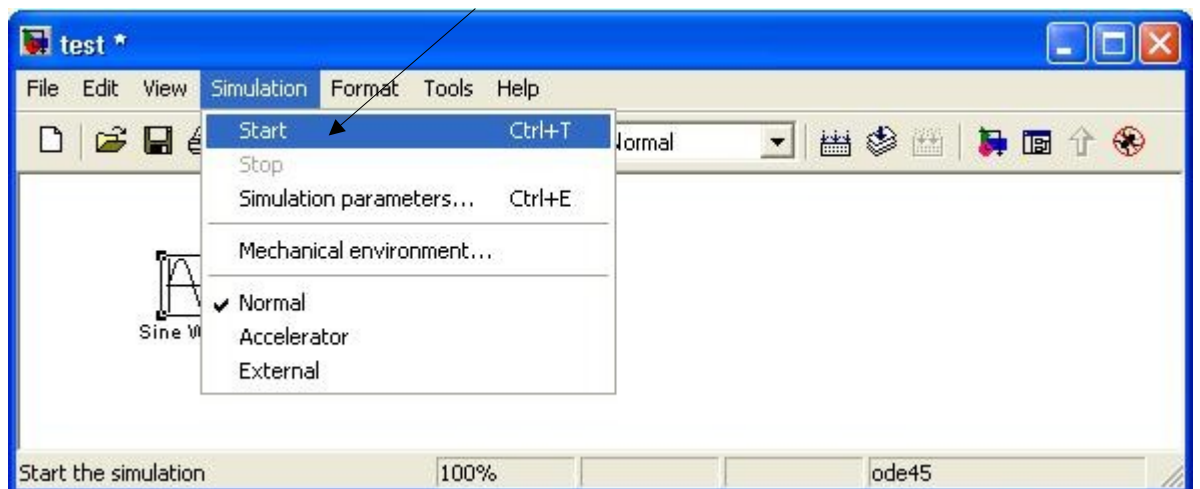 test *
File Edit View Simulation Format Tools Help
Start Ctrl+T
Stop
Simulation parameters... Ctrl+E
Mechanical environment...
Normal
Accelerator
External
Sine
Start the simulation 100% ode45